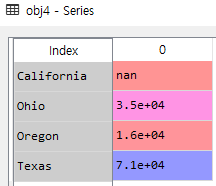 obj4 - Series
Index 0
California nan
Ohio 3.5e+04
Oregon 1.6e+04
Texas 7.1e+04